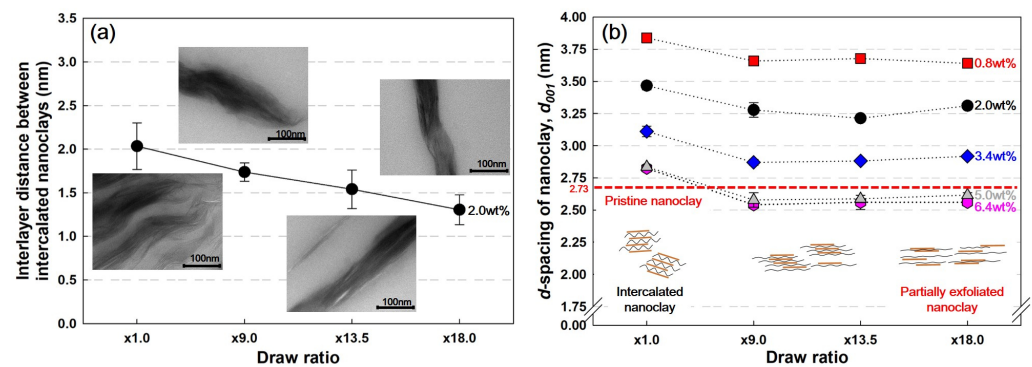 (a)
Interlayer distance between
intercalated nanoclays (nm)
3.5
3.0
2.5
2.0
1.5
1.0
0.5
0.0
100nm
100nm
100nm
100nm
2.0wt%
x1.0
x9.0
x13.5
x18.0
Draw ratio
(b)
d-spacing of nanoclay, d001 (nm)
4.00
3.75
3.50
3.25
3.00
2.75
2.73
2.50
2.25
2.00
1.75
0.00
0.8wt%
2.0wt%
3.4wt%
5.0wt%
6.4wt%
Pristine nanoclay
Intercalated
nanoclay
Partially exfoliated
nanoclay
x1.0
x9.0
x13.5
x18.0
Draw ratio